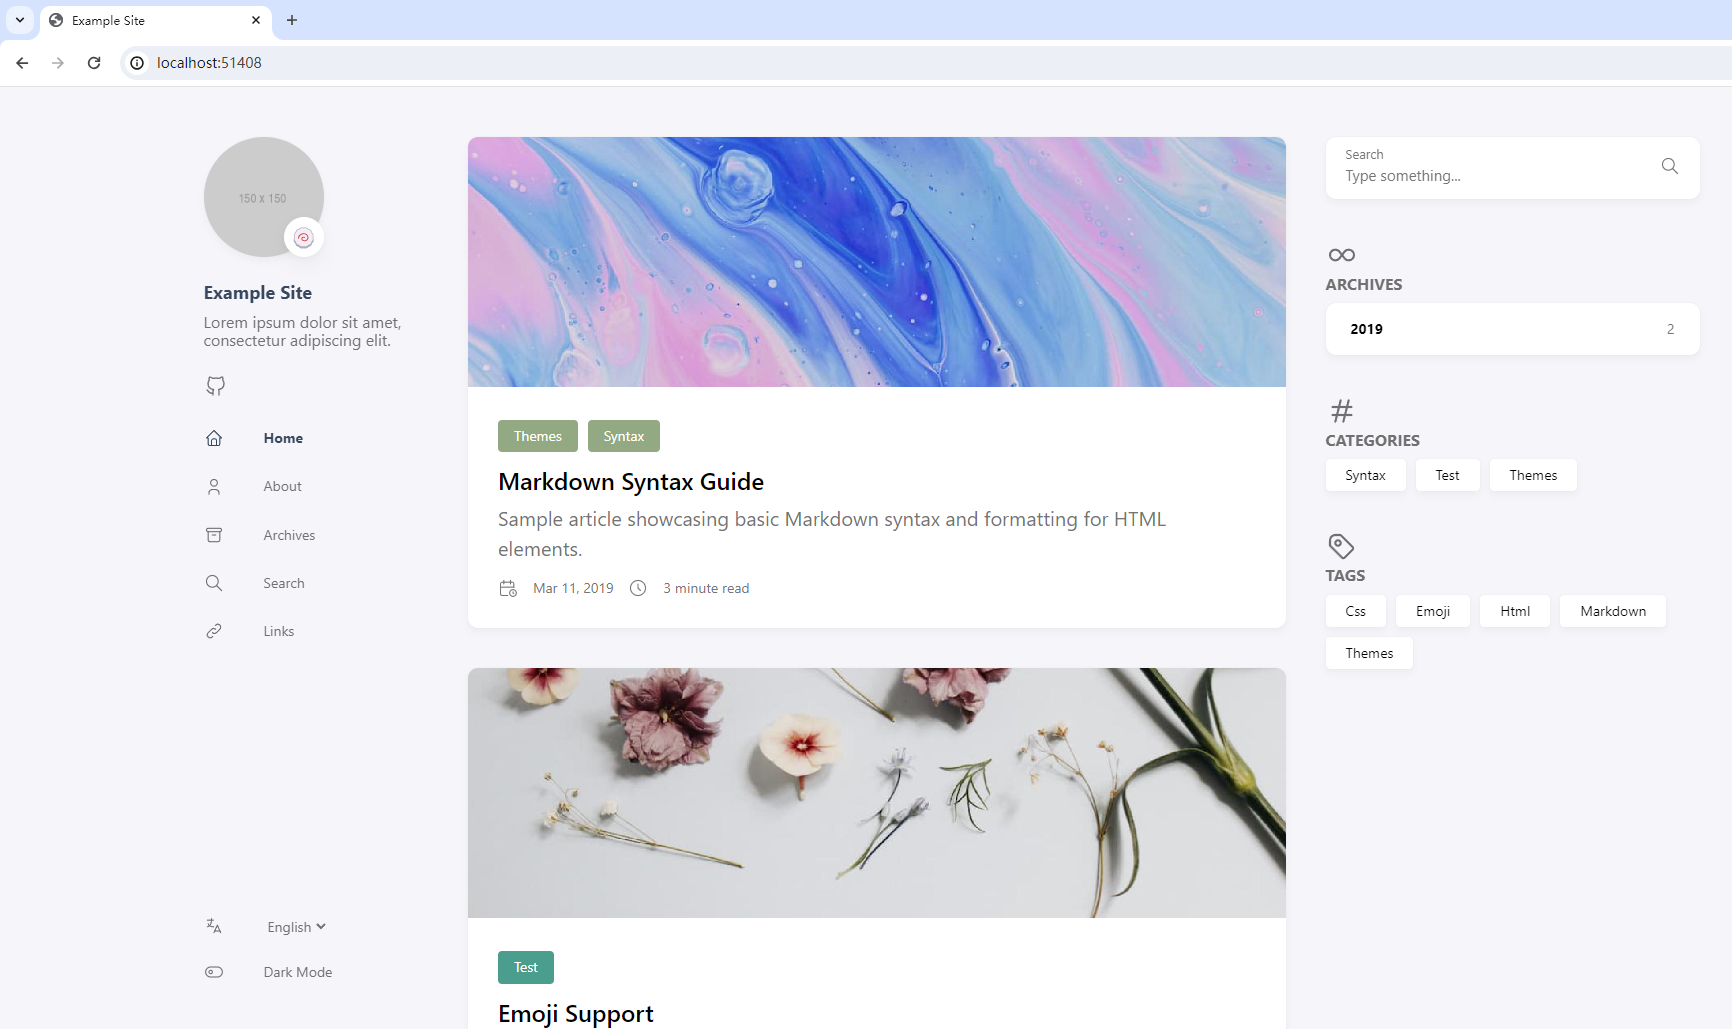 Example Site
localhost:51408
150 x 150
Example Site
Lorem ipsum dolor sit amet,
consectetur adipiscing elit.
Home
About
Archives
Search
Links
English
Dark Mode
Themes
Syntax
Markdown Syntax Guide
Sample article showcasing basic Markdown syntax and formatting for HTML
elements.
Mar 11, 2019
3 minute read
Test
Emoji Support
Search
Type something...
ARCHIVES
2019 2
CATEGORIES
Syntax Test Themes
TAGS
Css Emoji Html Markdown
Themes